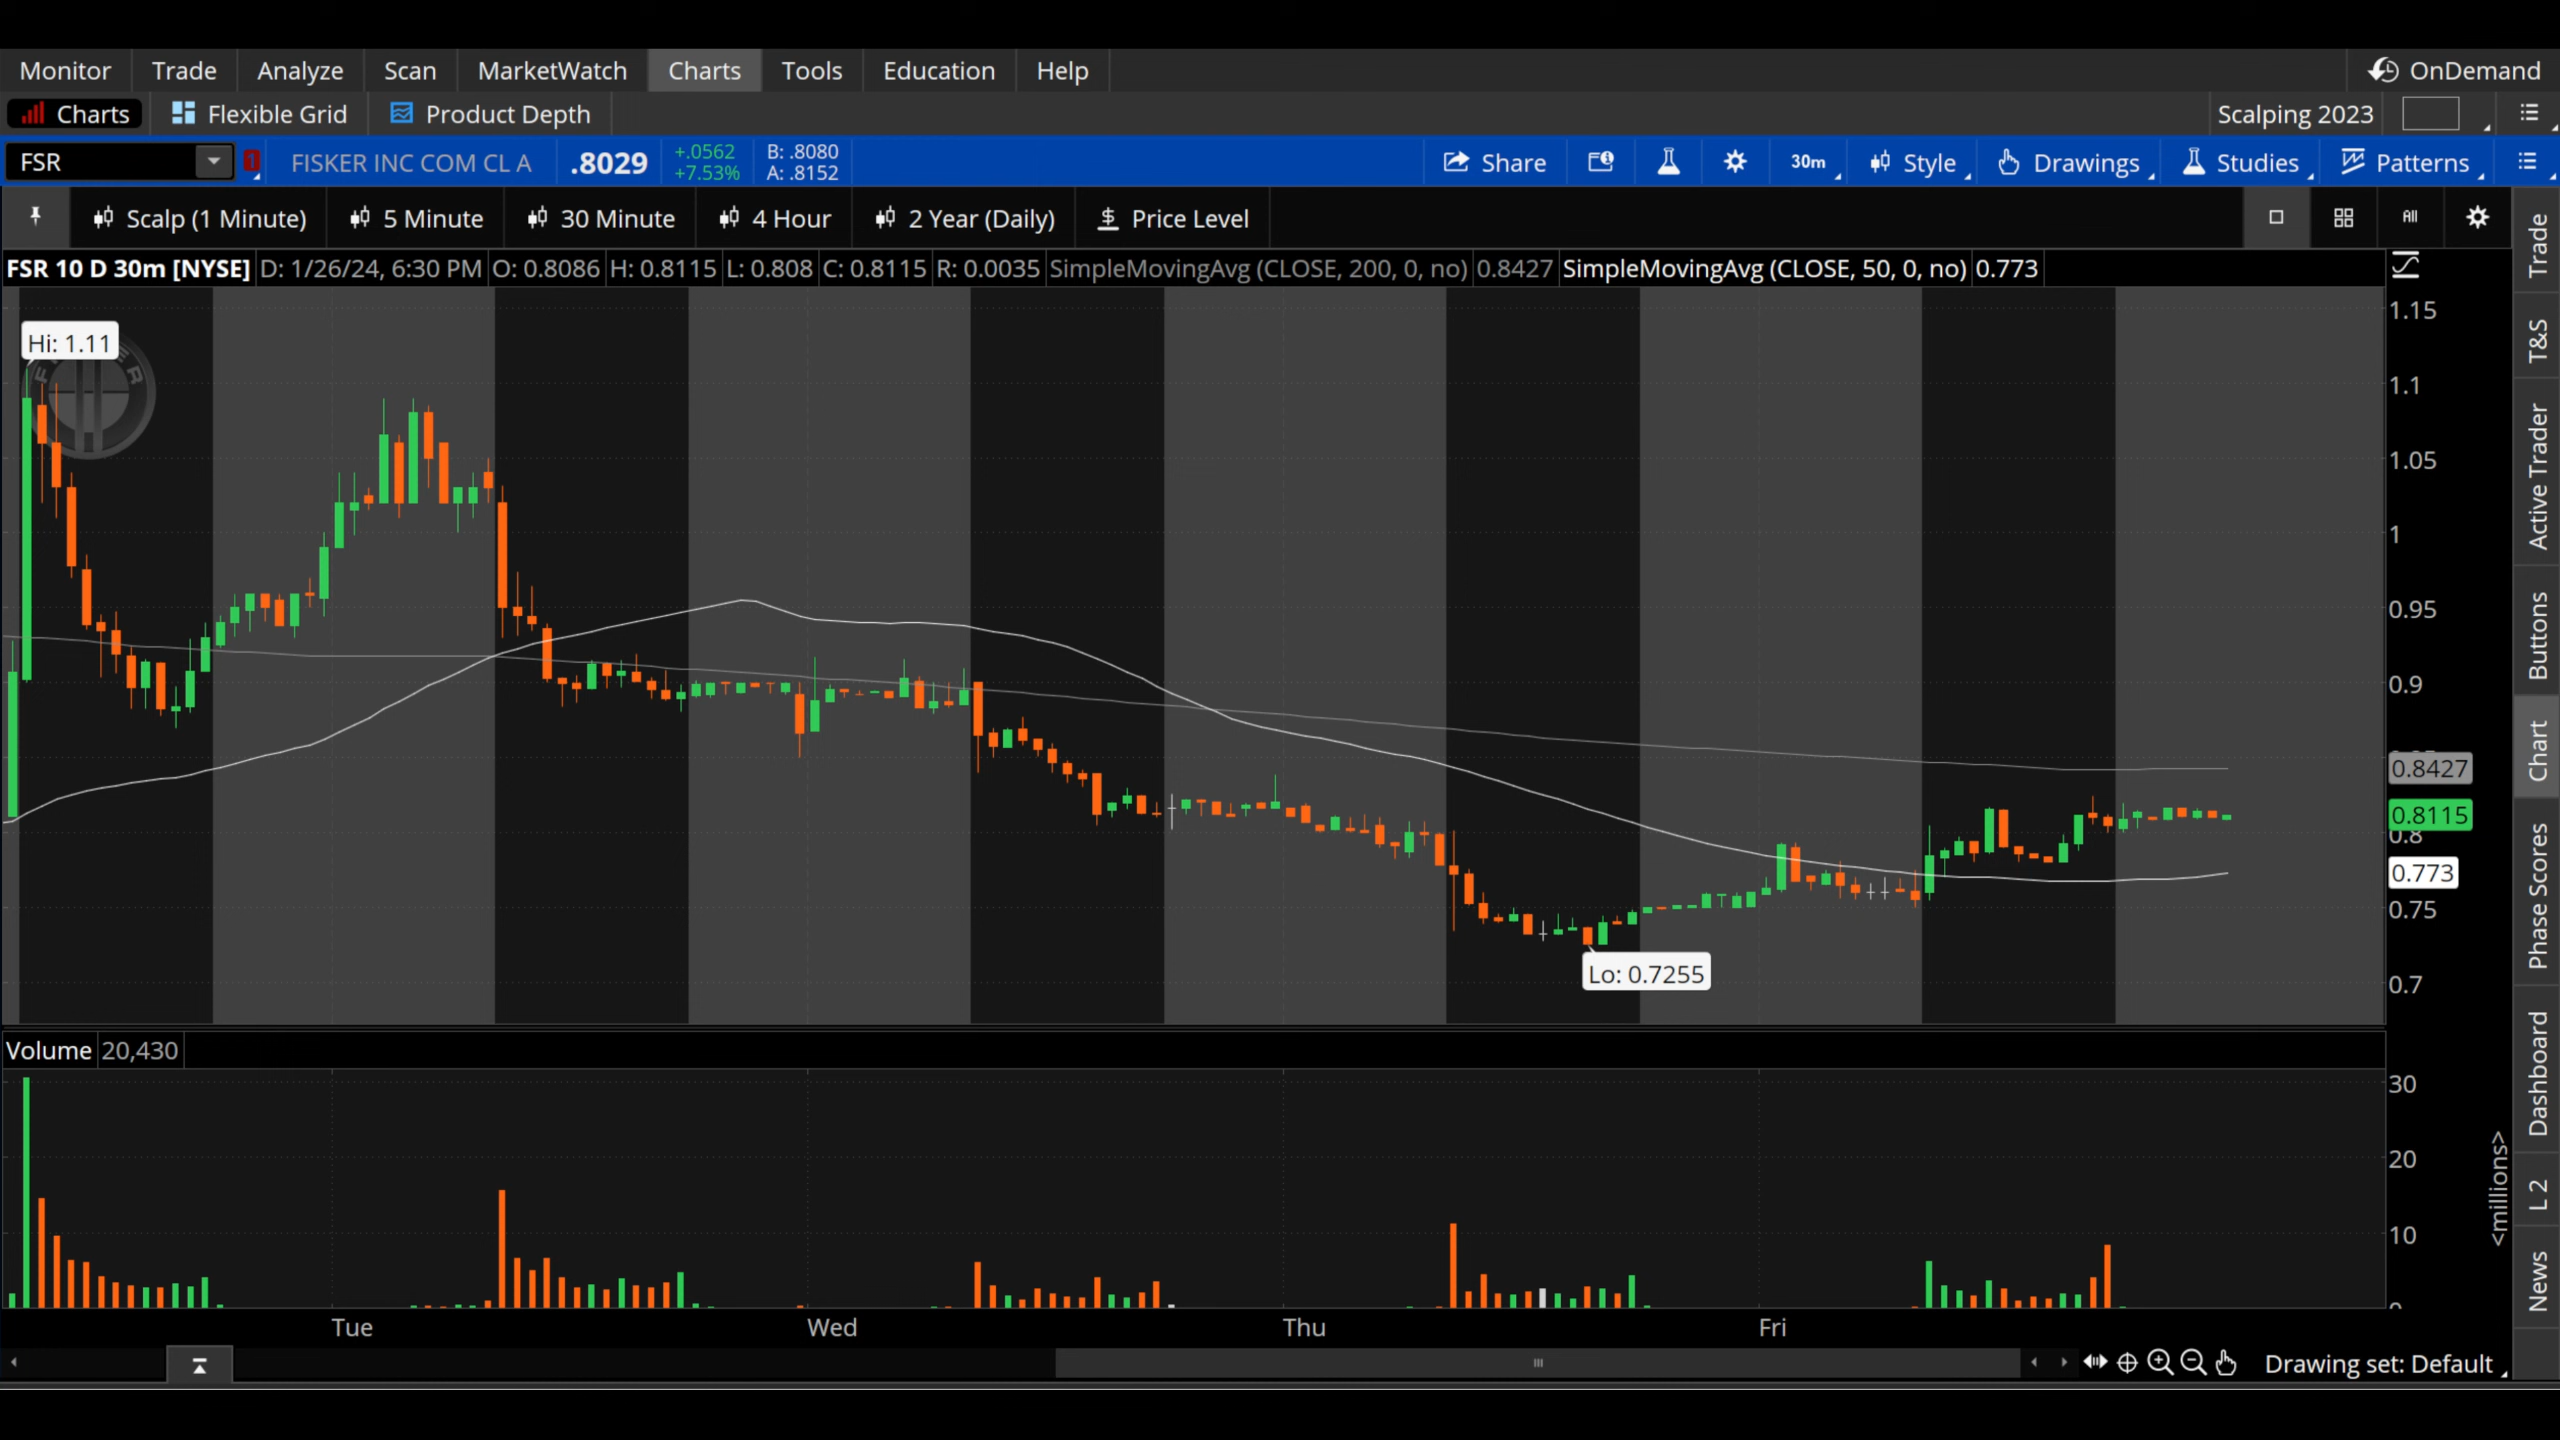 Monitor Trade Analyze Scan MarketWatch Charts Tools Education Help OnDemand
Charts Flexible Grid Product Depth Scalping 2023
FSR 1 FISKER INC COM CL A .8029 +.0562 B: .8080 Share 30m Style Drawings Studies Patterns
+7.53% A: .8152
Scalp (1 Minute) 5 Minute 30 Minute 4 Hour 2 Year (Daily) Price Level All
FSR 10 D 30m [NYSE] D: 1/26/24, 6:30 PM O: 0.8086 H: 0.8115 L: 0.808 C: 0.8115 R: 0.0035 SimpleMovingAvg (CLOSE, 200, 0, no) 0.8427 SimpleMovingAvg (CLOSE, 50, 0, no) 0.773
1.15
Hi: 1.11
1.1
1.05
1
0.95
0.9
0.8427
0.8115
0.8
0.773
0.75
Lo: 0.7255
0.7
Volume 20,430
30
20
10
0
<millions>
Tue Wed Thu Fri
Drawing set: Default
Trade
T&S
Active Trader
Buttons
Chart
Phase Scores
Dashboard
L 2
News